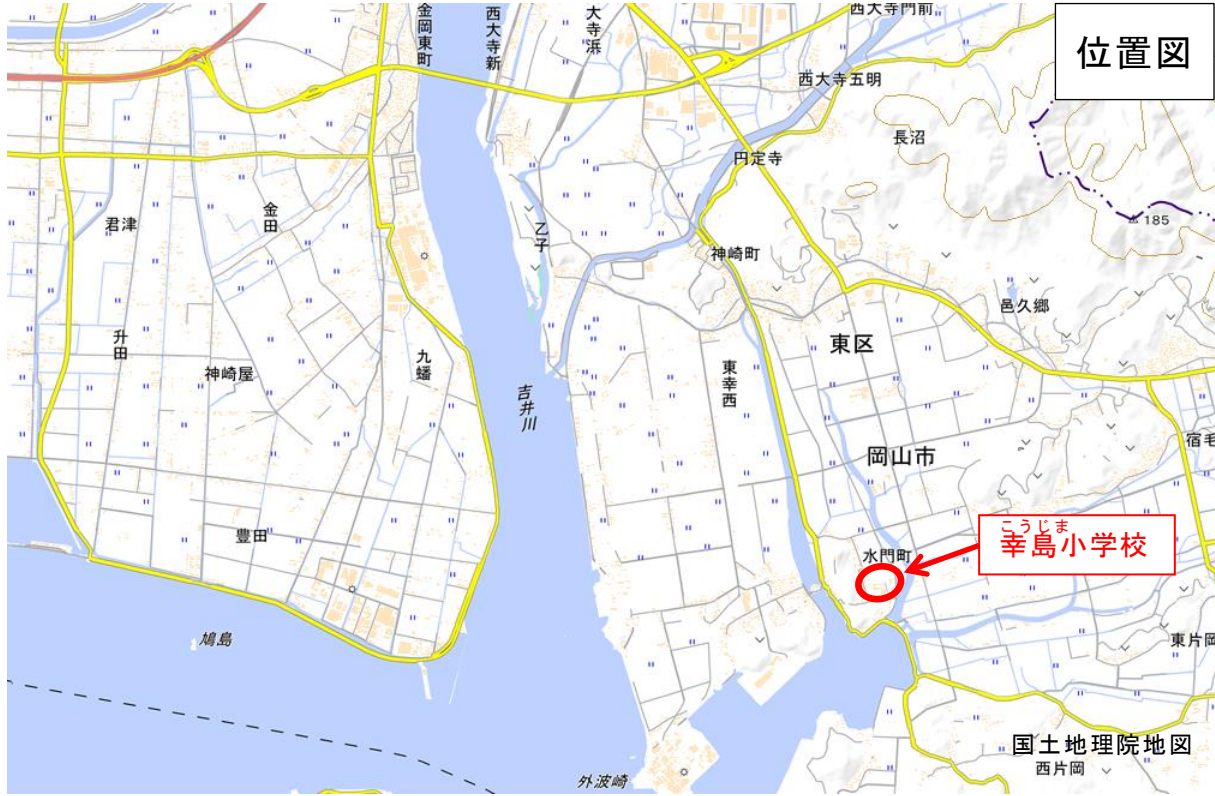 位置図
金岡東町
西大寺新
大寺浜
西大寺門前
西大寺五明
長沼
円定寺
185
君津
金田
乙子
神崎町
邑久郷
升田
神崎屋
九蟠
吉井川
東幸西
東区
岡山市
宿毛
豊田
水門町
こうじま
幸島小学校
鳩島
東片岡
外波崎
国土地理院地図
西片岡